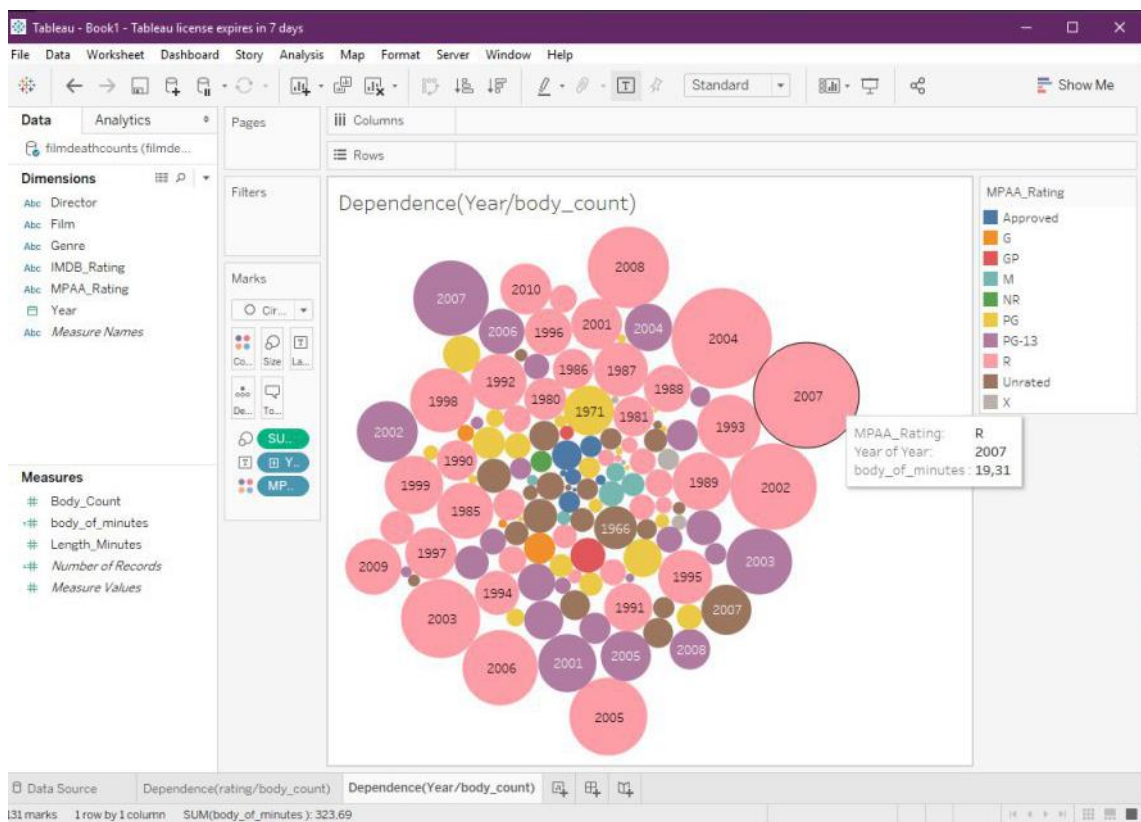 Tableau - Book1 - Tableau license expires in 7 days
File Data Worksheet Dashboard Story Analysis Map Format Server Window Help
Standard
Show Me
Data Analytics
filmdeathcounts (filmde...
Dimensions
Abc Director
Abc Film
Abc Genre
Abc IMDB_Rating
Abc MPAA_Rating
Year
Abc Measure Names
Measures
# Body_Count
=# body_of_minutes
# Length_Minutes
=# Number of Records
# Measure Values
Pages
Filters
Marks
Cir...
Co... Size La...
De... To...
SU..
Y..
MP..
Columns
Rows
Dependence(Year/body_count)
2008
2007
2010
2006
1996
2001
2004
2004
1986
1987
1992
1988
2007
1998
1980
1971
1981
1993
2002
1990
1999
1989
2002
1985
1966
1997
2009
2003
1995
1994
1991
2007
2003
2008
2006
2001
2005
2005
MPAA_Rating: R
Year of Year: 2007
body_of_minutes : 19,31
MPAA_Rating
Approved
G
GP
M
NR
PG
PG-13
R
Unrated
X
Data Source Dependence(rating/body_count) Dependence(Year/body_count)
131 marks 1 row by 1 column SUM(body_of_minutes ): 323,69